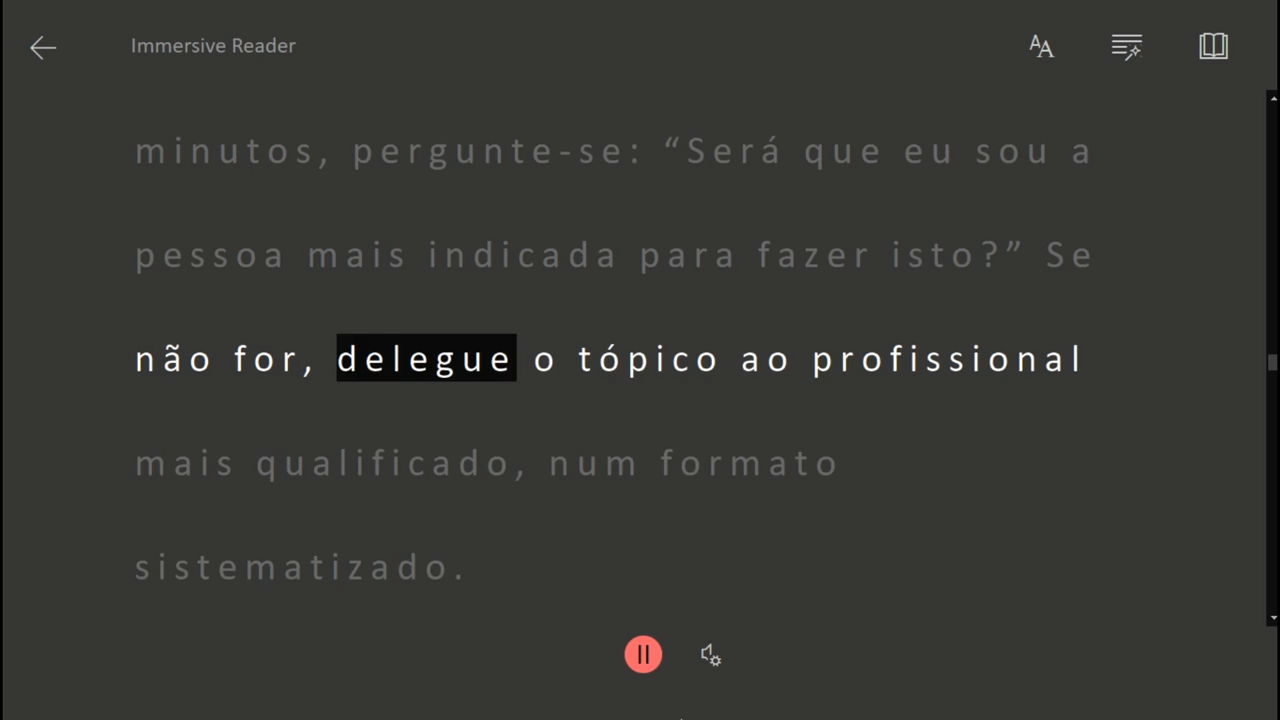 Immersive Reader
minutos, pergunte-se: “Será que eu sou a
pessoa mais indicada para fazer isto?” Se
não for, delegue o tópico ao profissional
mais qualificado, num formato
sistematizado.